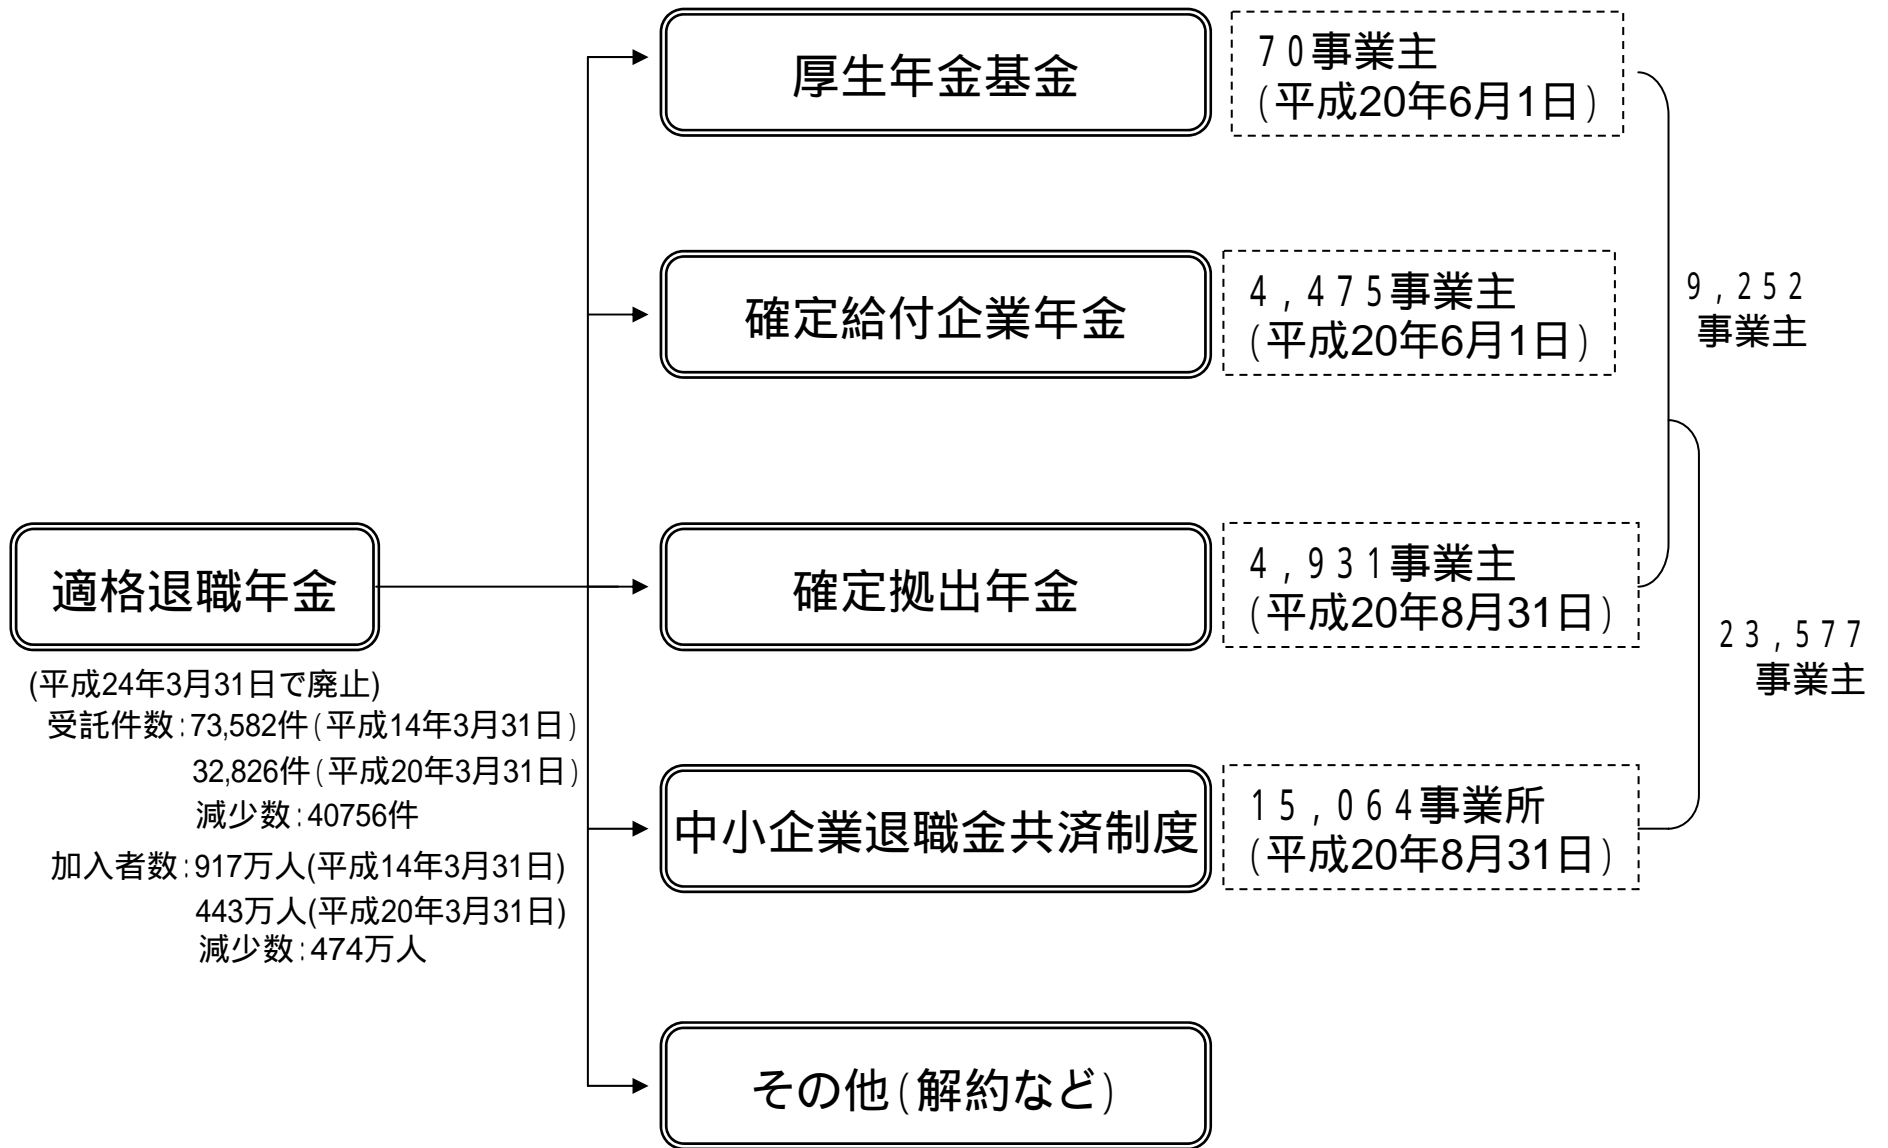 厚生年金基金
70事業主
(平成20年6月1日)
確定給付企業年金
4,475事業主
(平成20年6月1日)
9,252
事業主
適格退職年金
(平成24年3月31日で廃止)
受託件数:73,582件(平成14年3月31日)
32,826件(平成20年3月31日)
減少数:40756件
加入者数:917万人(平成14年3月31日)
443万人(平成20年3月31日)
減少数:474万人
確定拠出年金
4,931事業主
(平成20年8月31日)
23,577
事業主
中小企業退職金共済制度
15,064事業所
(平成20年8月31日)
その他(解約など)